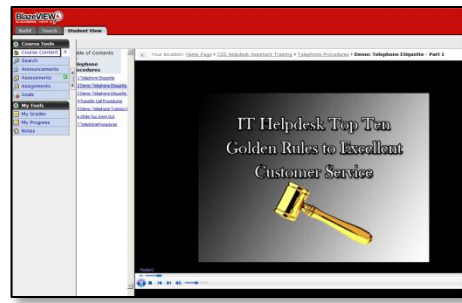 BlazeVIEW
Build Teach Student View
Course Tools
Course Content
Search
Announcements
Assessments
Assignments
Goals
My Tools
My Grades
My Progress
Notes
Table of Contents
Telephone
Procedures
Your location: Home Page › CSS Helpdesk Assistant Training › Telephone Procedures › Demo: Telephone Etiquette - Part 1
IT Helpdesk Top Ten
Golden Rules to Excellent
Customer Service